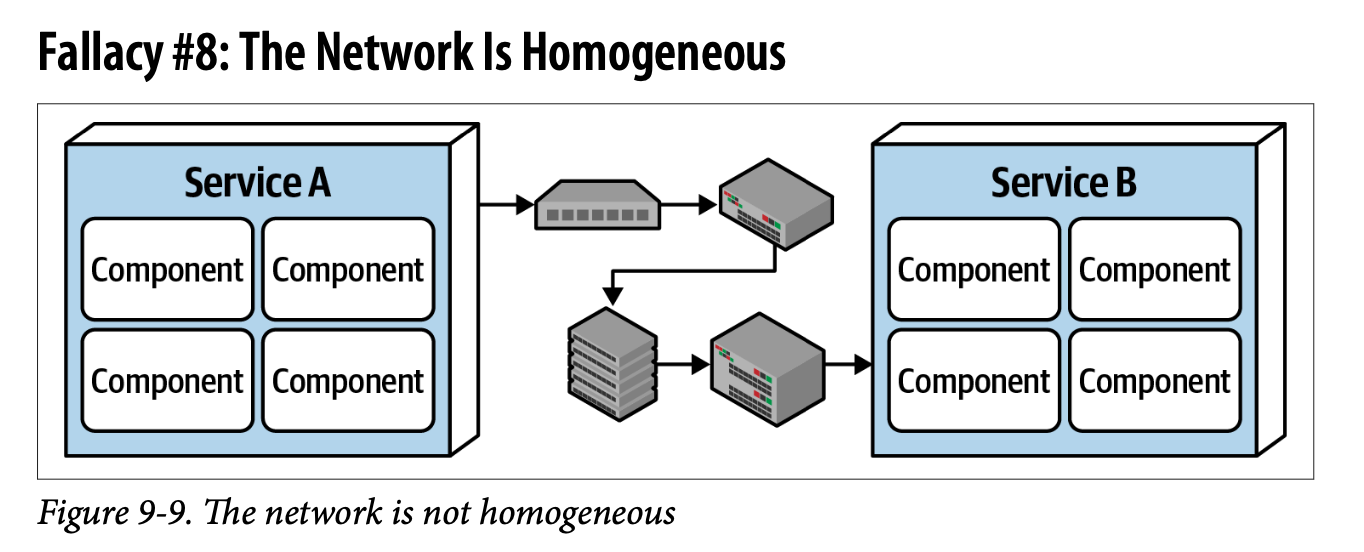 Fallacy #8: The Network Is Homogeneous
Service A
Component Component
Component Component
Service B
Component Component
Component Component
Figure 9-9. The network is not homogeneous